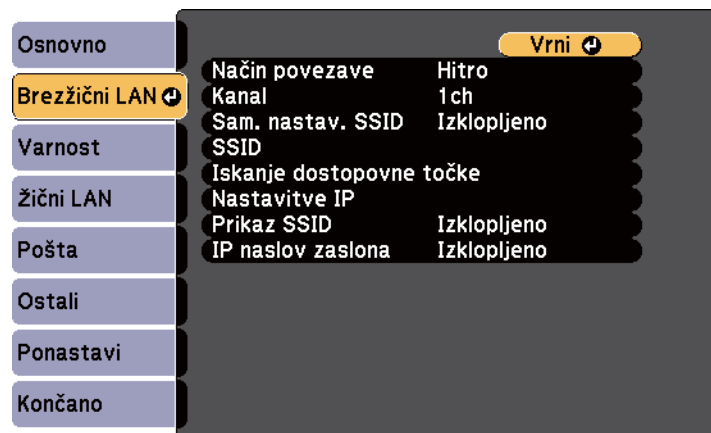 Osnovno
Brezžični LAN
Varnost
Žični LAN
Pošta
Ostali
Ponastavi
Končano
Vrni
Način povezave Hitro
Kanal 1ch
Sam. nastav. SSID Izklopljeno
SSID
Iskanje dostopovne točke
Nastavitve IP
Prikaz SSID Izklopljeno
IP naslov zaslona Izklopljeno